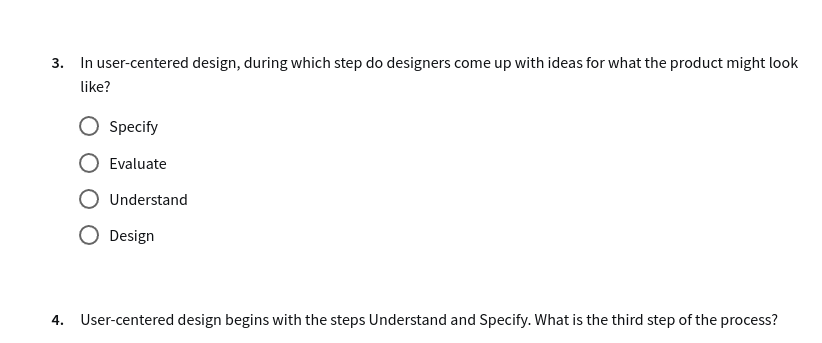 3. In user-centered design, during which step do designers come up with ideas for what the product might look
like?
Specify
Evaluate
Understand
Design
4. User-centered design begins with the steps Understand and Specify. What is the third step of the process?